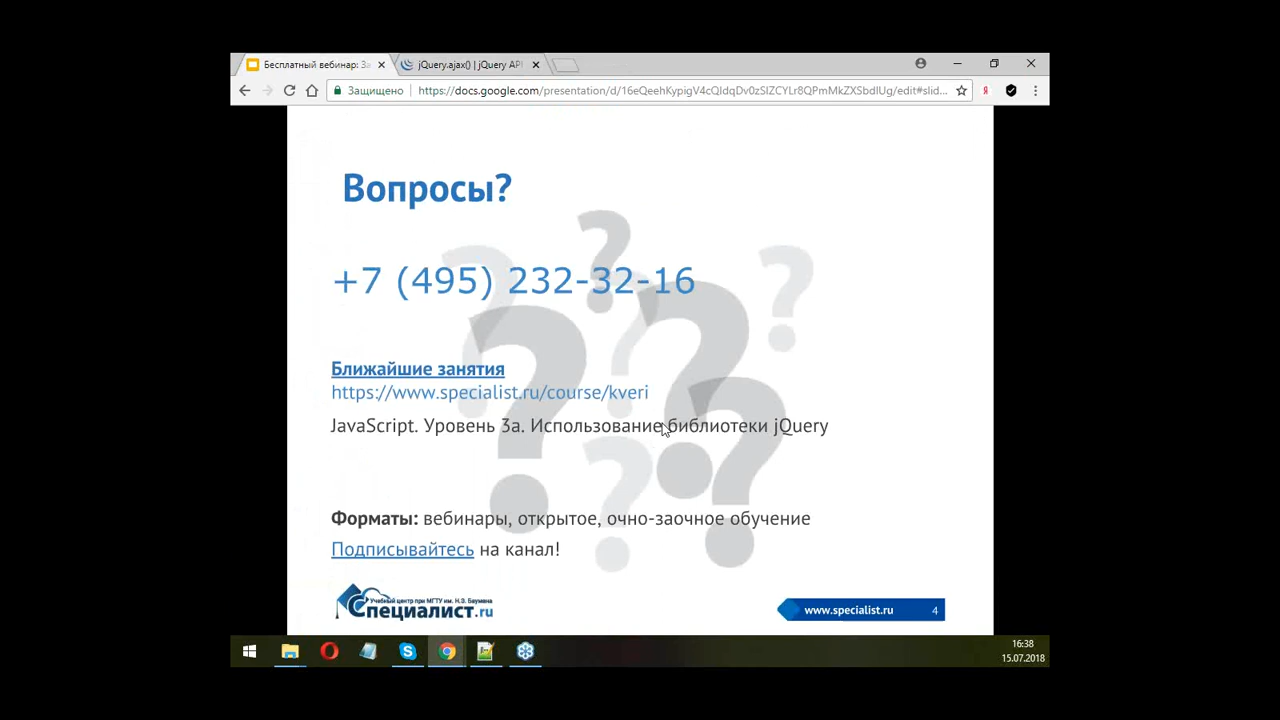 Бесплатный вебинар: За
jQuery.ajax() | jQuery API
Защищено
https://docs.google.com/presentation/d/16eQeehKypigV4cQIdqDv0zSIZCYLr8QPmMkZXSbdIUg/edit#slid...
Вопросы?
+7 (495) 232-32-16
Ближайшие занятия
https://www.specialist.ru/course/kveri
JavaScript. Уровень 3а. Использование библиотеки jQuery
Форматы: вебинары, открытое, очно-заочное обучение
Подписывайтесь на канал!
Учебный центр при МГТУ им. Н.Э. Баумана
Специалист.ru
www.specialist.ru 4
16:38
15.07.2018